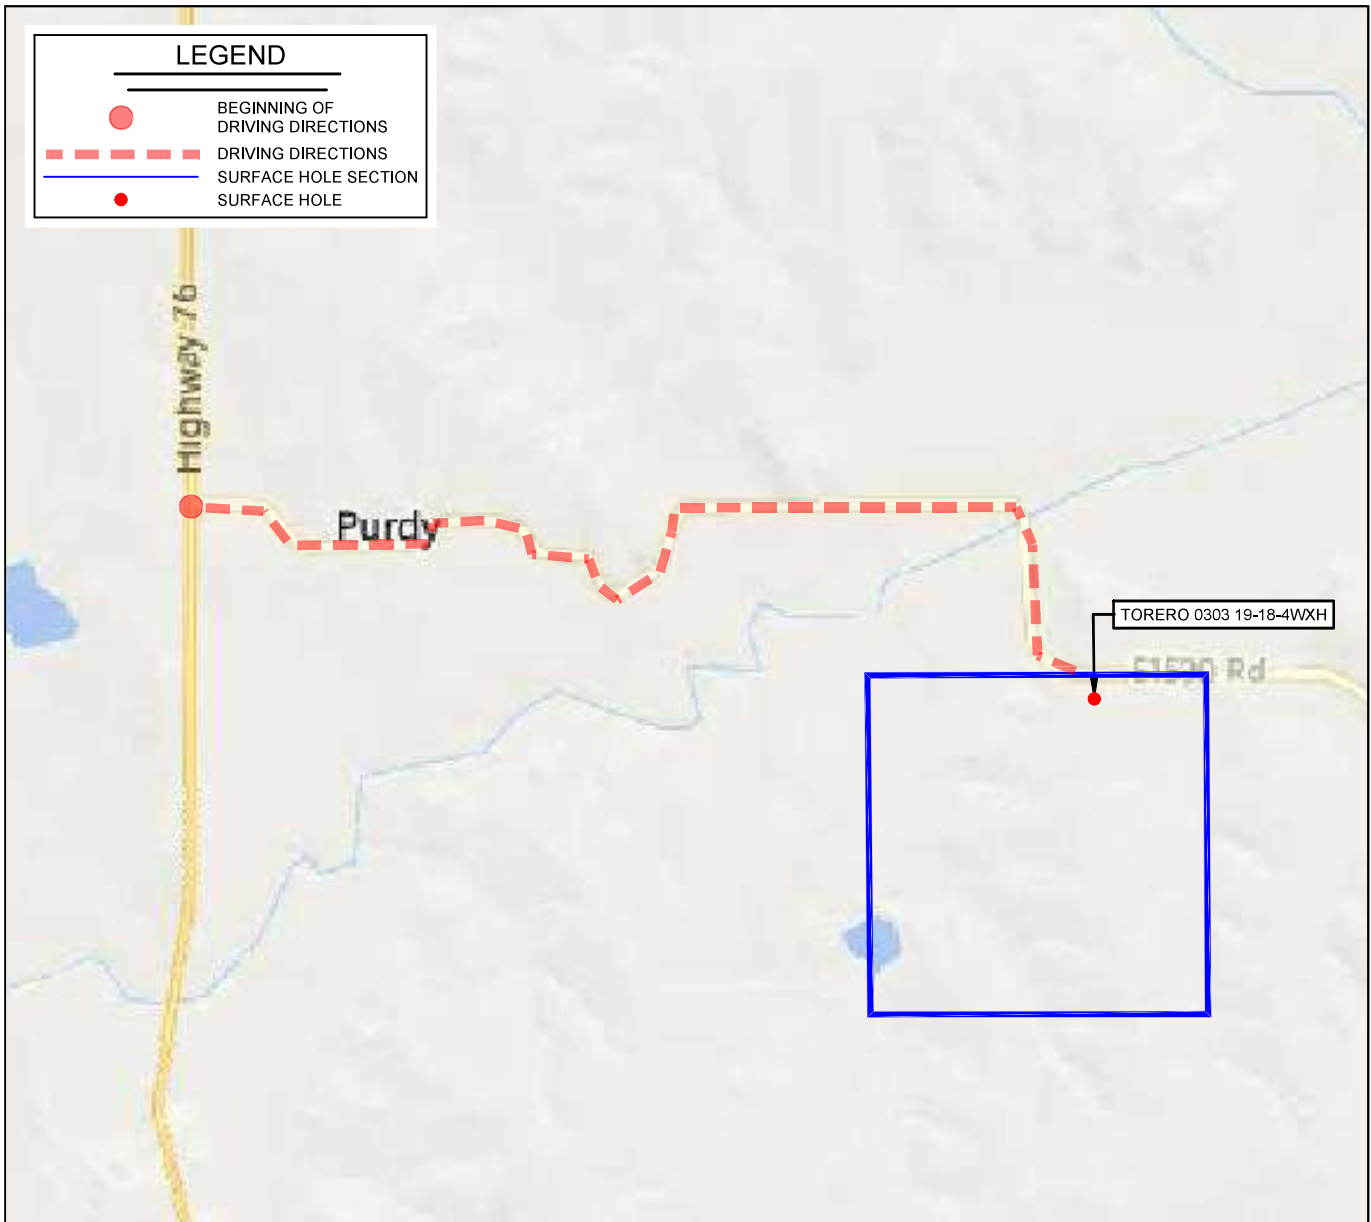 LEGEND
BEGINNING OF
DRIVING DIRECTIONS
DRIVING DIRECTIONS
SURFACE HOLE SECTION
SURFACE HOLE
Highway 76
Purdy
TORERO 0303 19-18-4WXH
Rd